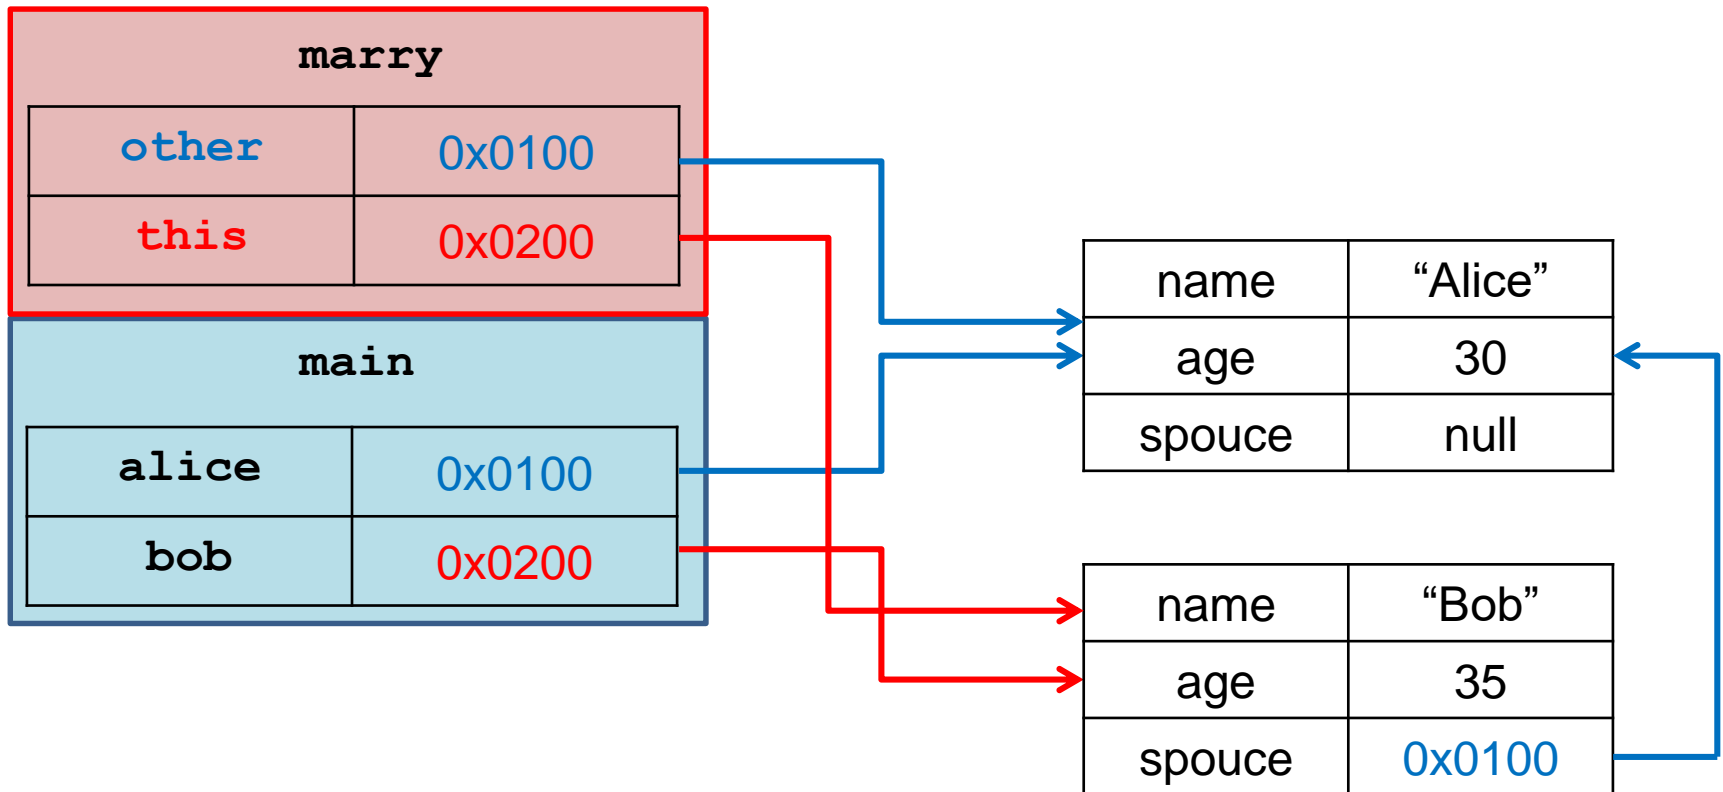 marry
other 0x0100
this 0x0200
main
alice 0x0100
bob 0x0200
name “Alice”
age 30
spouce null
name “Bob”
age 35
spouce 0x0100